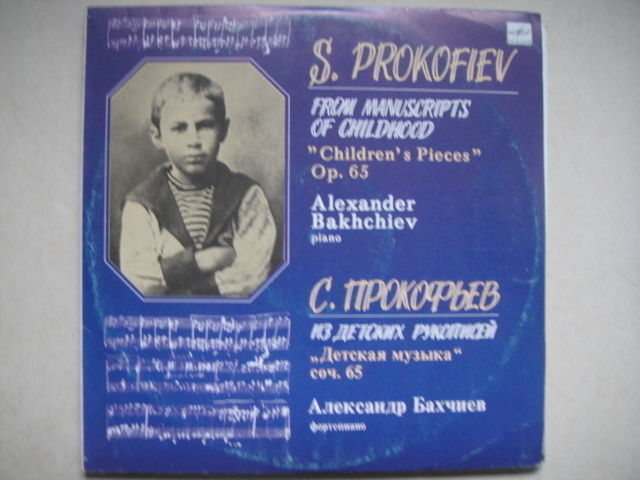 S. PROKOFIEV
FROM MANUSCRIPTS
OF CHILDHOOD
"Children's Pieces"
Op. 65
Alexander
Bakhchiev
piano
С. ПРОКОФЬЕВ
ИЗ ДЕТСКИХ РУКОПИСЕЙ
„Детская музыка“
соч. 65
Александр Бахчиев
фортепиано